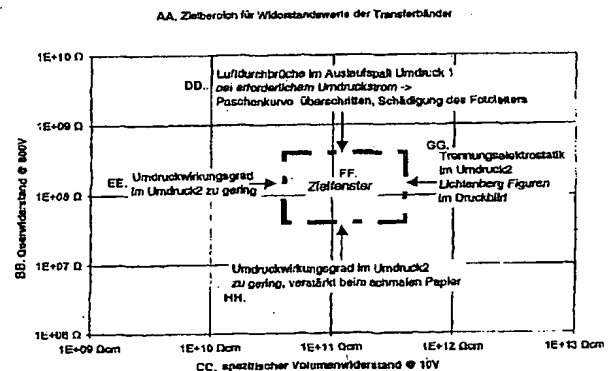 AA. Zielbereich für Widerstandswerte der Transferbänder
1E+10 Ω
1E+09 Ω
1E+08 Ω
1E+07 Ω
1E+06 Ω
BB. Querwiderstand @ 800V
DD..
Luftdurchbrüche im Auslaufspalt Umdruck 1
bei erforderlichem Umdruckstrom ->
Paschenkurve überschritten, Schädigung des Fotoleiters
EE. Umdruckwirkungsgrad
im Umdruck2 zu gering
FF.
Zielfenster
GG.
Trennungselektrostatik
im Umdruck2
Lichtenberg Figuren
im Druckbild
Umdruckwirkungsgrad im Umdruck2
zu gering, verstärkt beim schmalen Papier
HH.
1E+09 Ωcm
1E+10 Ωcm
1E+11 Ωcm
1E+12 Ωcm
1E+13 Ωcm
CC. spezifischer Volumenwiderstand @ 10V